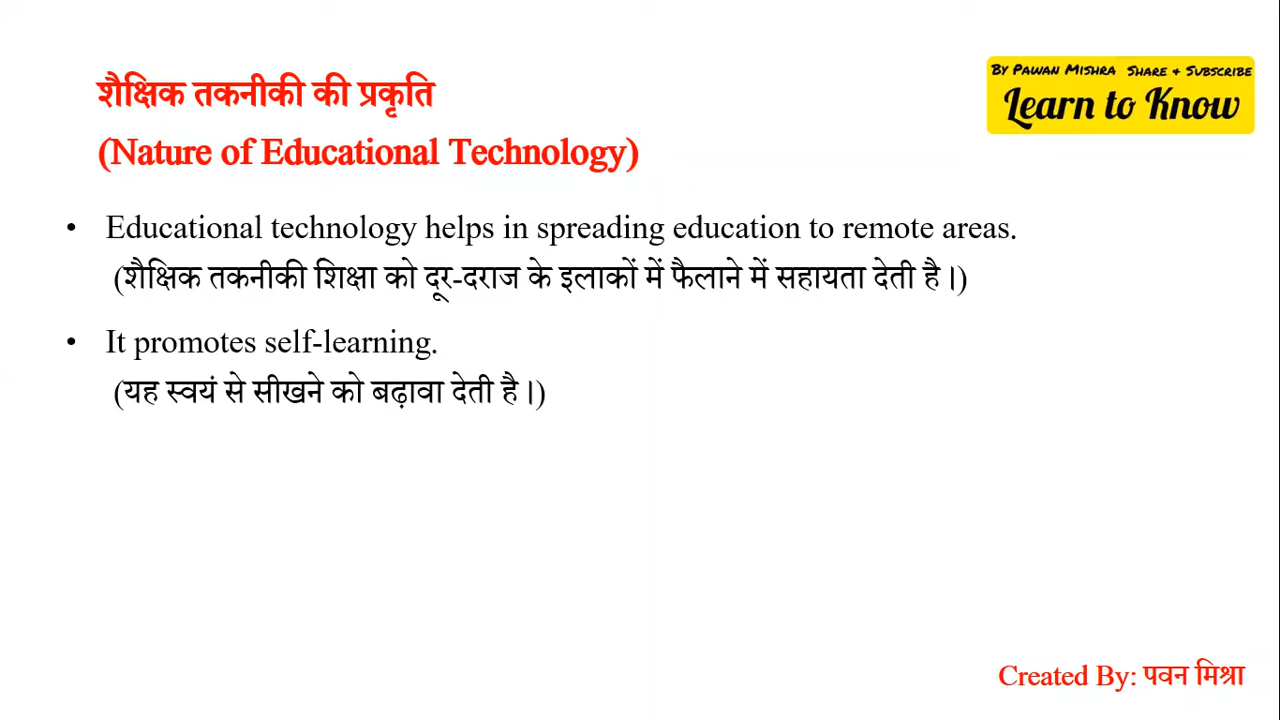 शैक्षिक तकनीकी की प्रकृति
(Nature of Educational Technology)
By Pawan Mishra Share & Subscribe
Learn to Know
• Educational technology helps in spreading education to remote areas.
(शैक्षिक तकनीकी शिक्षा को दूर-दराज के इलाकों में फैलाने में सहायता देती है।)
• It promotes self-learning.
(यह स्वयं से सीखने को बढ़ावा देती है।)
Created By: पवन मिश्रा